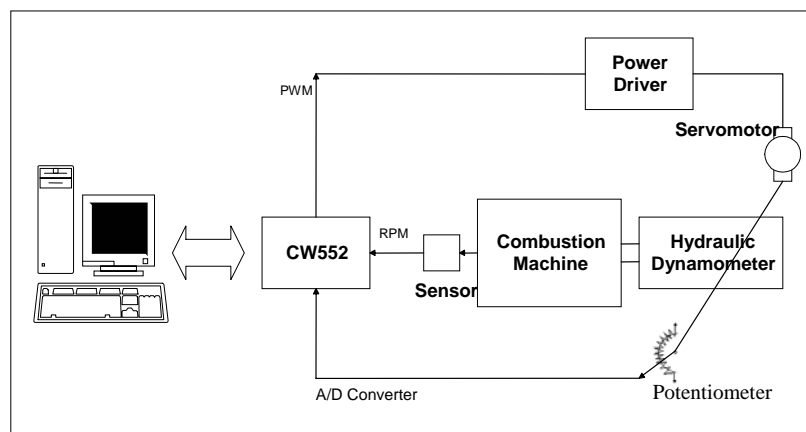 Power
Driver
PWM
Servomotor
RPM
CW552
Combustion
Machine
Hydraulic
Dynamometer
Sensor
A/D Converter
Potentiometer